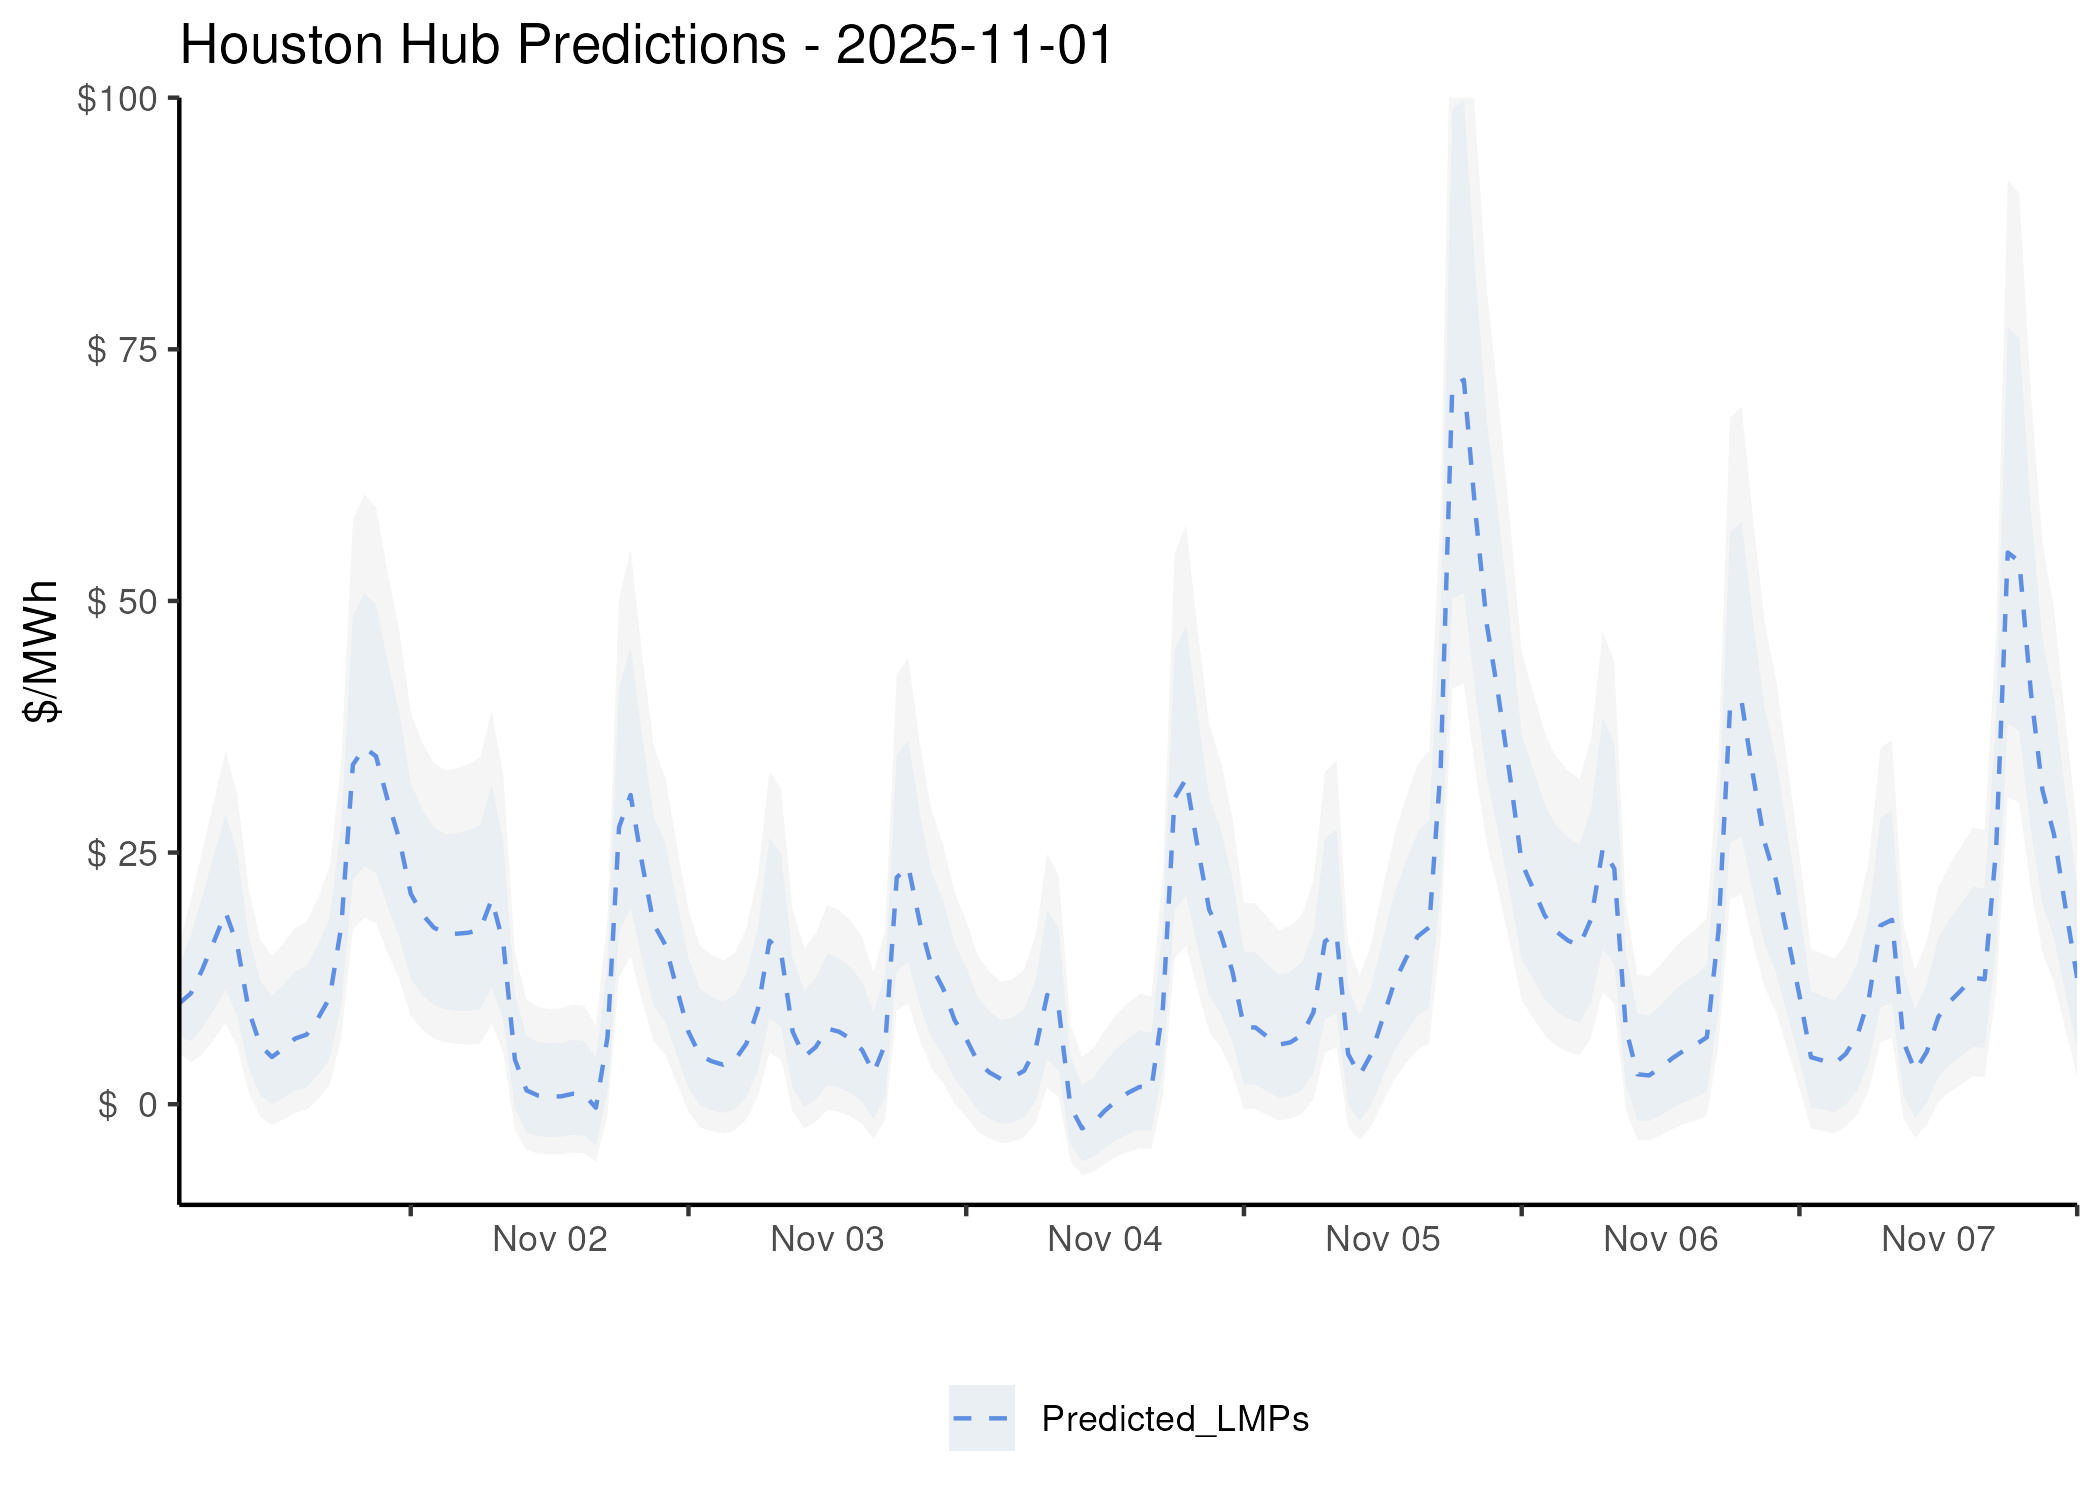 Houston Hub Predictions - 2025-11-01
$100
$ 75
$ 50
$ 25
$  0
$/MWh
Nov 02
Nov 03
Nov 04
Nov 05
Nov 06
Nov 07
Predicted_LMPs